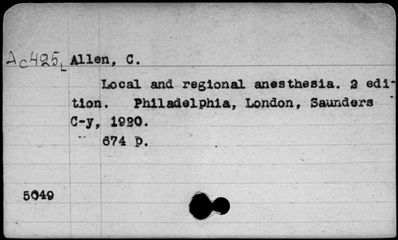 Ac425L Allen, C.
Local and regional anesthesia. 2 edi-
tion. Philadelphia, London, Saunders
C-y, 1920.
674 p.
5049